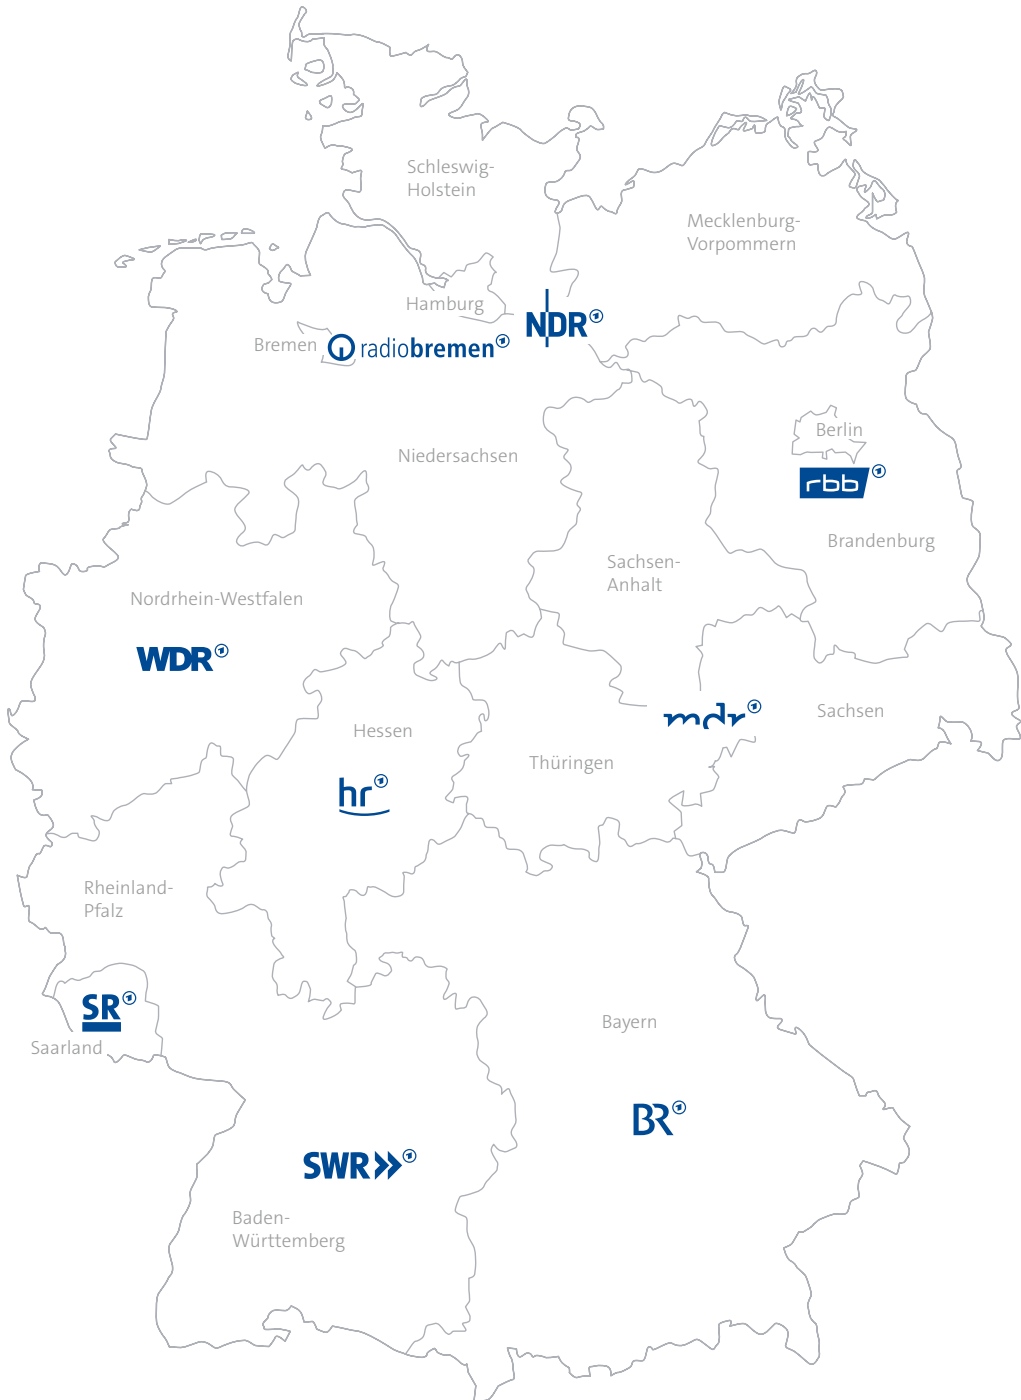 Schleswig-
Holstein
Mecklenburg-
Vorpommern
Hamburg
NDR
Bremen
radiobremen
Berlin
Niedersachsen
rbb
Brandenburg
Sachsen-
Anhalt
Nordrhein-Westfalen
WDR
mdr
Sachsen
Hessen
Thüringen
hr
Rheinland-
Pfalz
SR
Bayern
Saarland
BR
SWR
Baden-
Württemberg